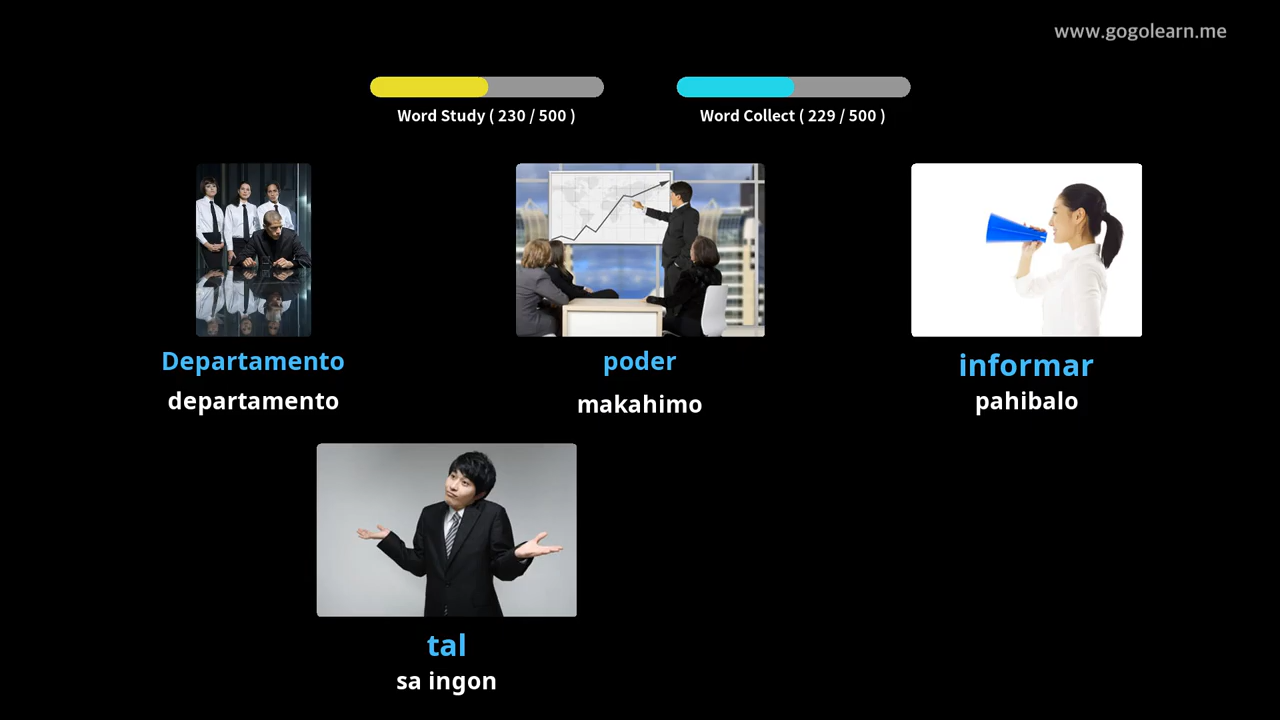 www.gogolearn.me
Word Study ( 230 / 500 )
Word Collect ( 229 / 500 )
Departamento
departamento
poder
makahimo
informar
pahibalo
tal
sa ingon